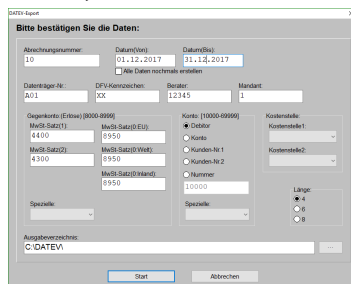 DATEV-Export
Bitte bestätigen Sie die Daten:
Abrechnungsnummer: Datum(Von): Datum(Bis):
10 01.12.2017 31.12.2017
Alle Daten nochmals erstellen
Datenträger-Nr.: DFV-Kennzeichen: Berater: Mandant:
A01 XX 12345 1
Gegenkonto:(Erlöse) [8000-8999] Konto: [10000-69999] Kostenstelle:
MwSt-Satz(1): MwSt-Satz(0:EU): Debitor Kostenstelle1:
4400 8950 Konto
MwSt-Satz(2): MwSt-Satz(0:Welt): Kunden-Nr.1 Kostenstelle2:
4300 8950 Kunden-Nr.2
MwSt-Satz(0:Inland): Nummer
8950 10000
Länge:
4
Spezielle: Spezielle: 6
8
Ausgabeverzeichnis:
C:\DATEV\ ...
Start Abbrechen